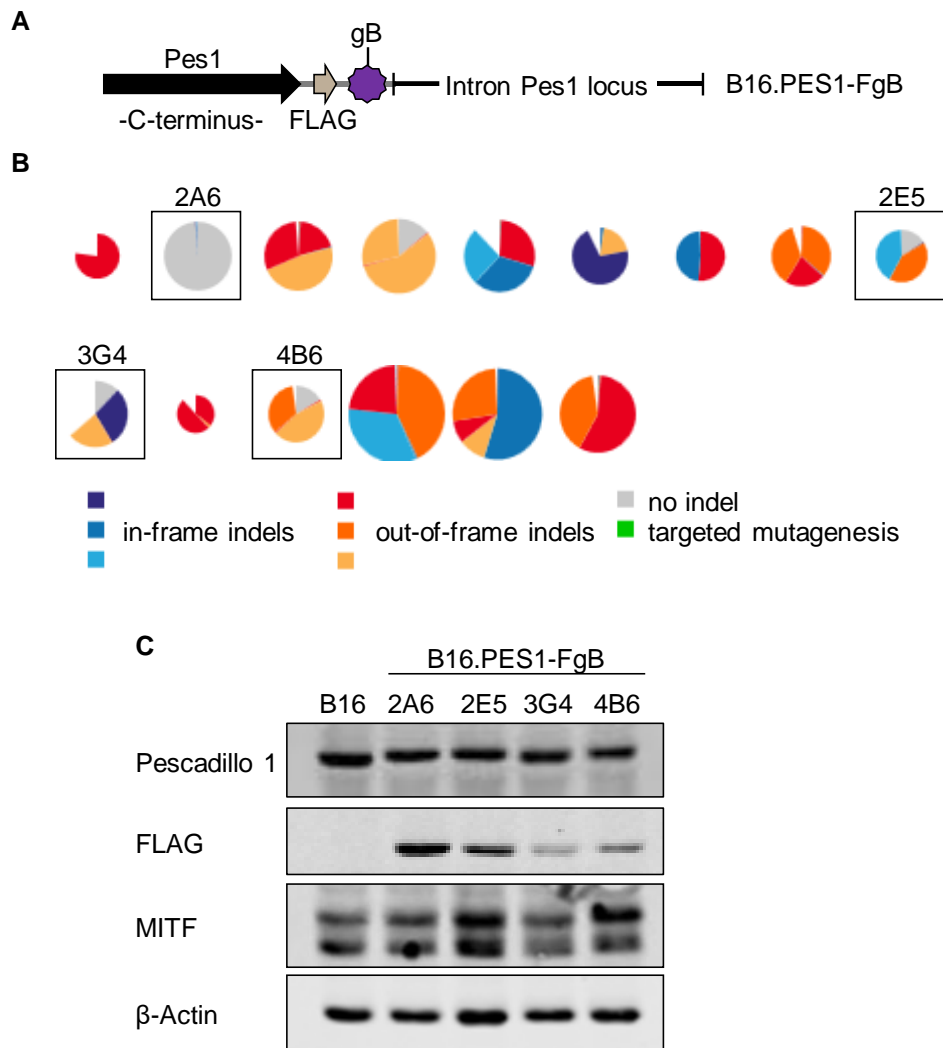 A
gB
Pes1
Intron Pes1 locus
B16.PES1-FgB
-C-terminus-
FLAG
B
2A6
2E5
3G4
4B6
no indel
in-frame indels
out-of-frame indels
targeted mutagenesis
C
B16.PES1-FgB
B16 2A6 2E5 3G4 4B6
Pescadillo 1
FLAG
MITF
β-Actin